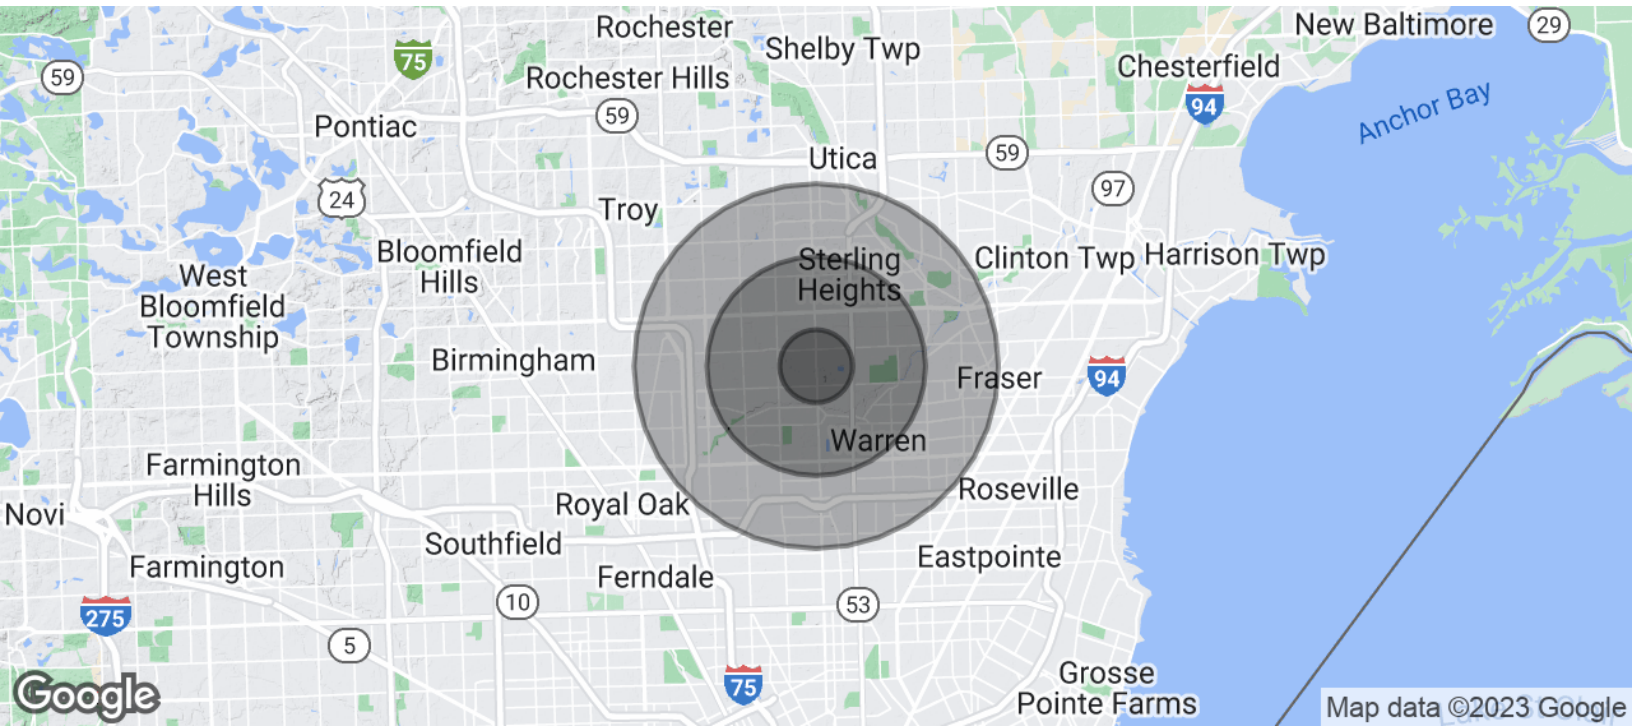 Rochester
New Baltimore
29
Shelby Twp
75
59
Rochester Hills
Chesterfield
94
Anchor Bay
59
Pontiac
Utica
59
24
97
Troy
Bloomfield
Hills
Sterling
Heights
Clinton Twp
Harrison Twp
West
Bloomfield
Township
Birmingham
Fraser
94
Warren
Farmington
Hills
Royal Oak
Roseville
Novi
Southfield
Eastpointe
Farmington
Ferndale
10
53
275
5
Grosse
Pointe Farms
75
Google
Map data ©2023 Google